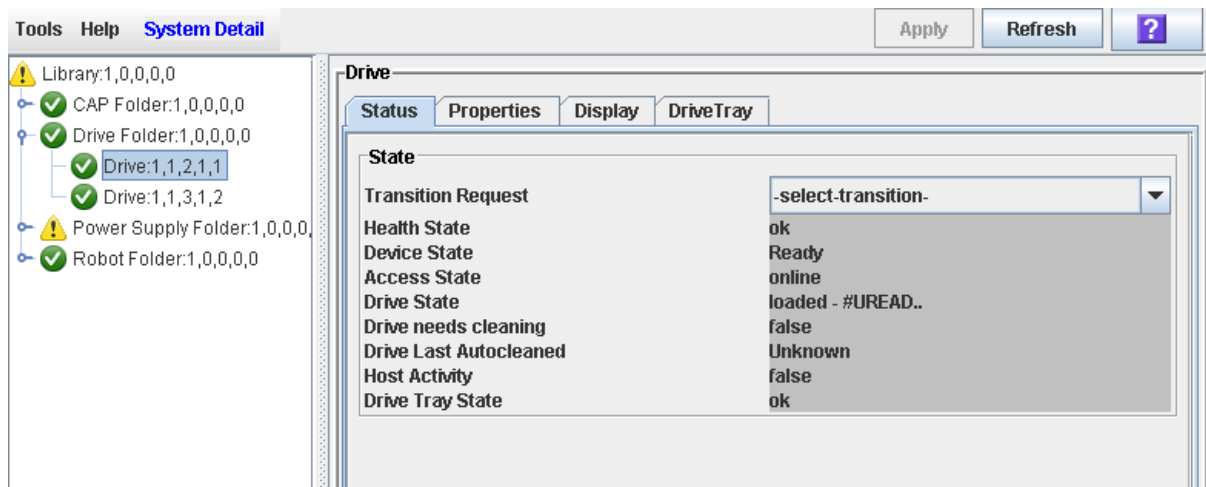 Tools Help System Detail Apply Refresh ?
Library:1,0,0,0,0
CAP Folder:1,0,0,0,0
Drive Folder:1,0,0,0,0
Drive:1,1,2,1,1
Drive:1,1,3,1,2
Power Supply Folder:1,0,0,0,
Robot Folder:1,0,0,0,0
Drive
Status Properties Display DriveTray
State
Transition Request -select-transition-
Health State ok
Device State Ready
Access State online
Drive State loaded - #UREAD..
Drive needs cleaning false
Drive Last Autocleaned Unknown
Host Activity false
Drive Tray State ok